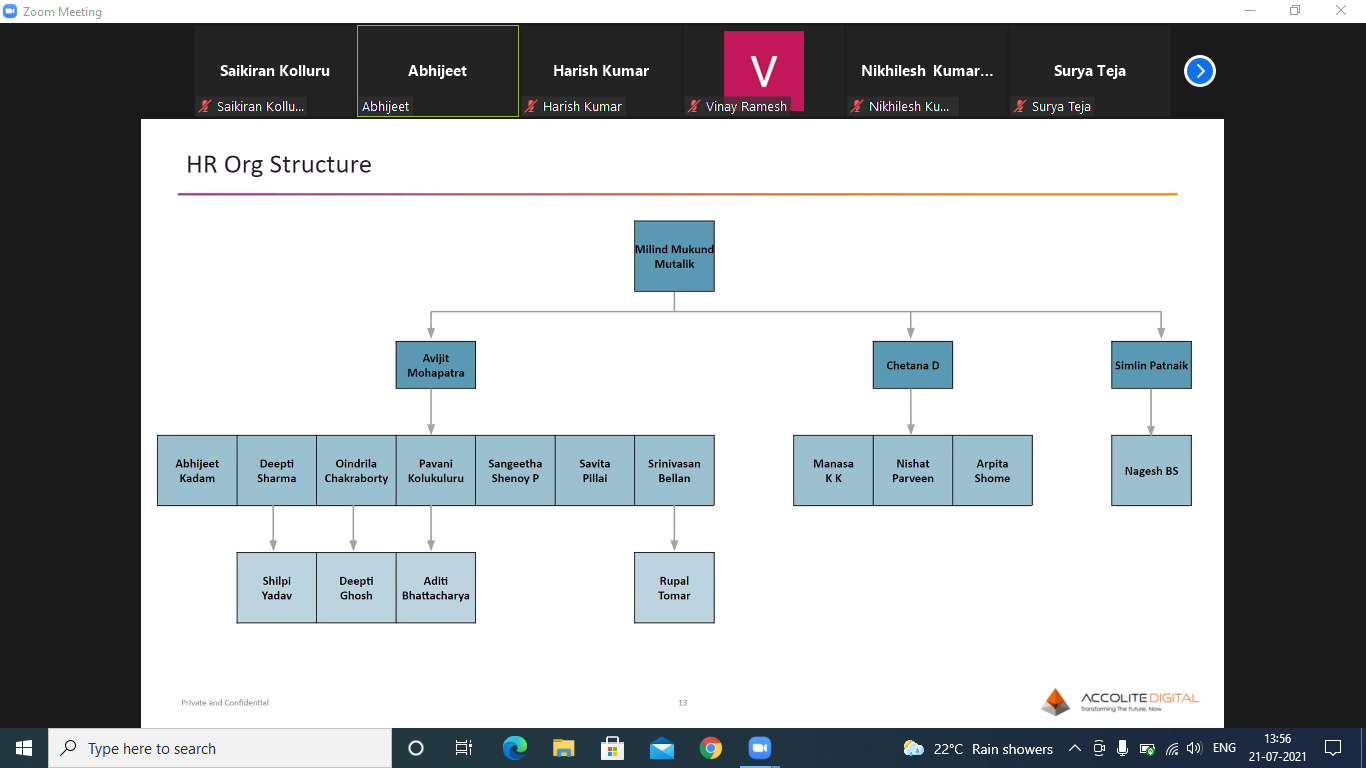 Zoom Meeting
Saikiran Kolluru
Abhijeet
Harish Kumar
V
Nikhilesh Kumar...
Surya Teja
Saikiran Kollu...
Abhijeet
Harish Kumar
Vinay Ramesh
Nikhilesh Ku...
Surya Teja
HR Org Structure
Milind Mukund
Mutalik
Avijit
Mohapatra
Chetana D
Simlin Patnaik
Abhijeet
Kadam
Deepti
Sharma
Oindrila
Chakraborty
Pavani
Kolukuluru
Sangeetha
Shenoy P
Savita
Pillai
Srinivasan
Bellan
Manasa
K K
Nishat
Parveen
Arpita
Shome
Nagesh BS
Shilpi
Yadav
Deepti
Ghosh
Aditi
Bhattacharya
Rupal
Tomar
Private and Confidential
13
ACCOLITE DIGITAL
Transforming The Future, Now
Type here to search
22°C Rain showers
ENG
13:56
21-07-2021